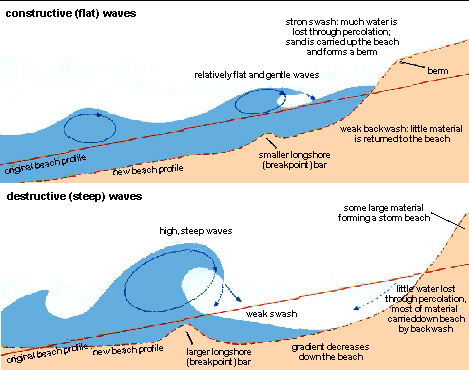 constructive (flat) waves
stron swash: much water is
lost through percolation;
sand is carried up the beach
and forms a berm
relatively flat and gentle waves
berm
weak backwash: little material
is returned to the beach
smaller longshore
(breakpoint) bar
original beach profile
new beach profile
destructive (steep) waves
some large material
forming a storm beach
high, steep waves
little water lost
through percolation,
most of material
carried down beach
by backwash
weak swash
original beach profile
new beach profile
larger longshore
(breakpoint) bar
gradient decreases
down the beach